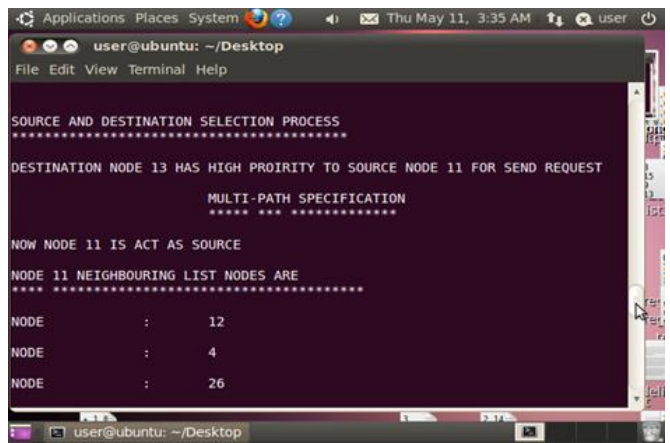 Applications Places System Thu May 11, 3:35 AM user
user@ubuntu: ~/Desktop
File Edit View Terminal Help
SOURCE AND DESTINATION SELECTION PROCESS
*****************************************
DESTINATION NODE 13 HAS HIGH PROIRITY TO SOURCE NODE 11 FOR SEND REQUEST
MULTI-PATH SPECIFICATION
***** *** *************
NOW NODE 11 IS ACT AS SOURCE
NODE 11 NEIGHBOURING LIST NODES ARE
**** **************************************
NODE : 12
NODE : 4
NODE : 26
user@ubuntu: ~/Desktop